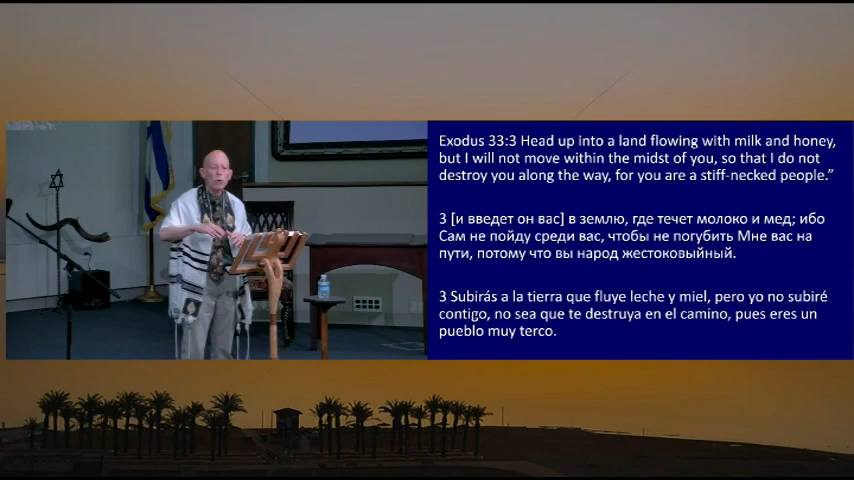 Exodus 33:3 Head up into a land flowing with milk and honey,
but I will not move within the midst of you, so that I do not
destroy you along the way, for you are a stiff-necked people.”
3 [и введет он вас] в землю, где течет молоко и мед; ибо
Сам не пойду среди вас, чтобы не погубить Мне вас на
пути, потому что вы народ жестоковыйный.
3 Subirás a la tierra que fluye leche y miel, pero yo no subiré
contigo, no sea que te destruya en el camino, pues eres un
pueblo muy terco.